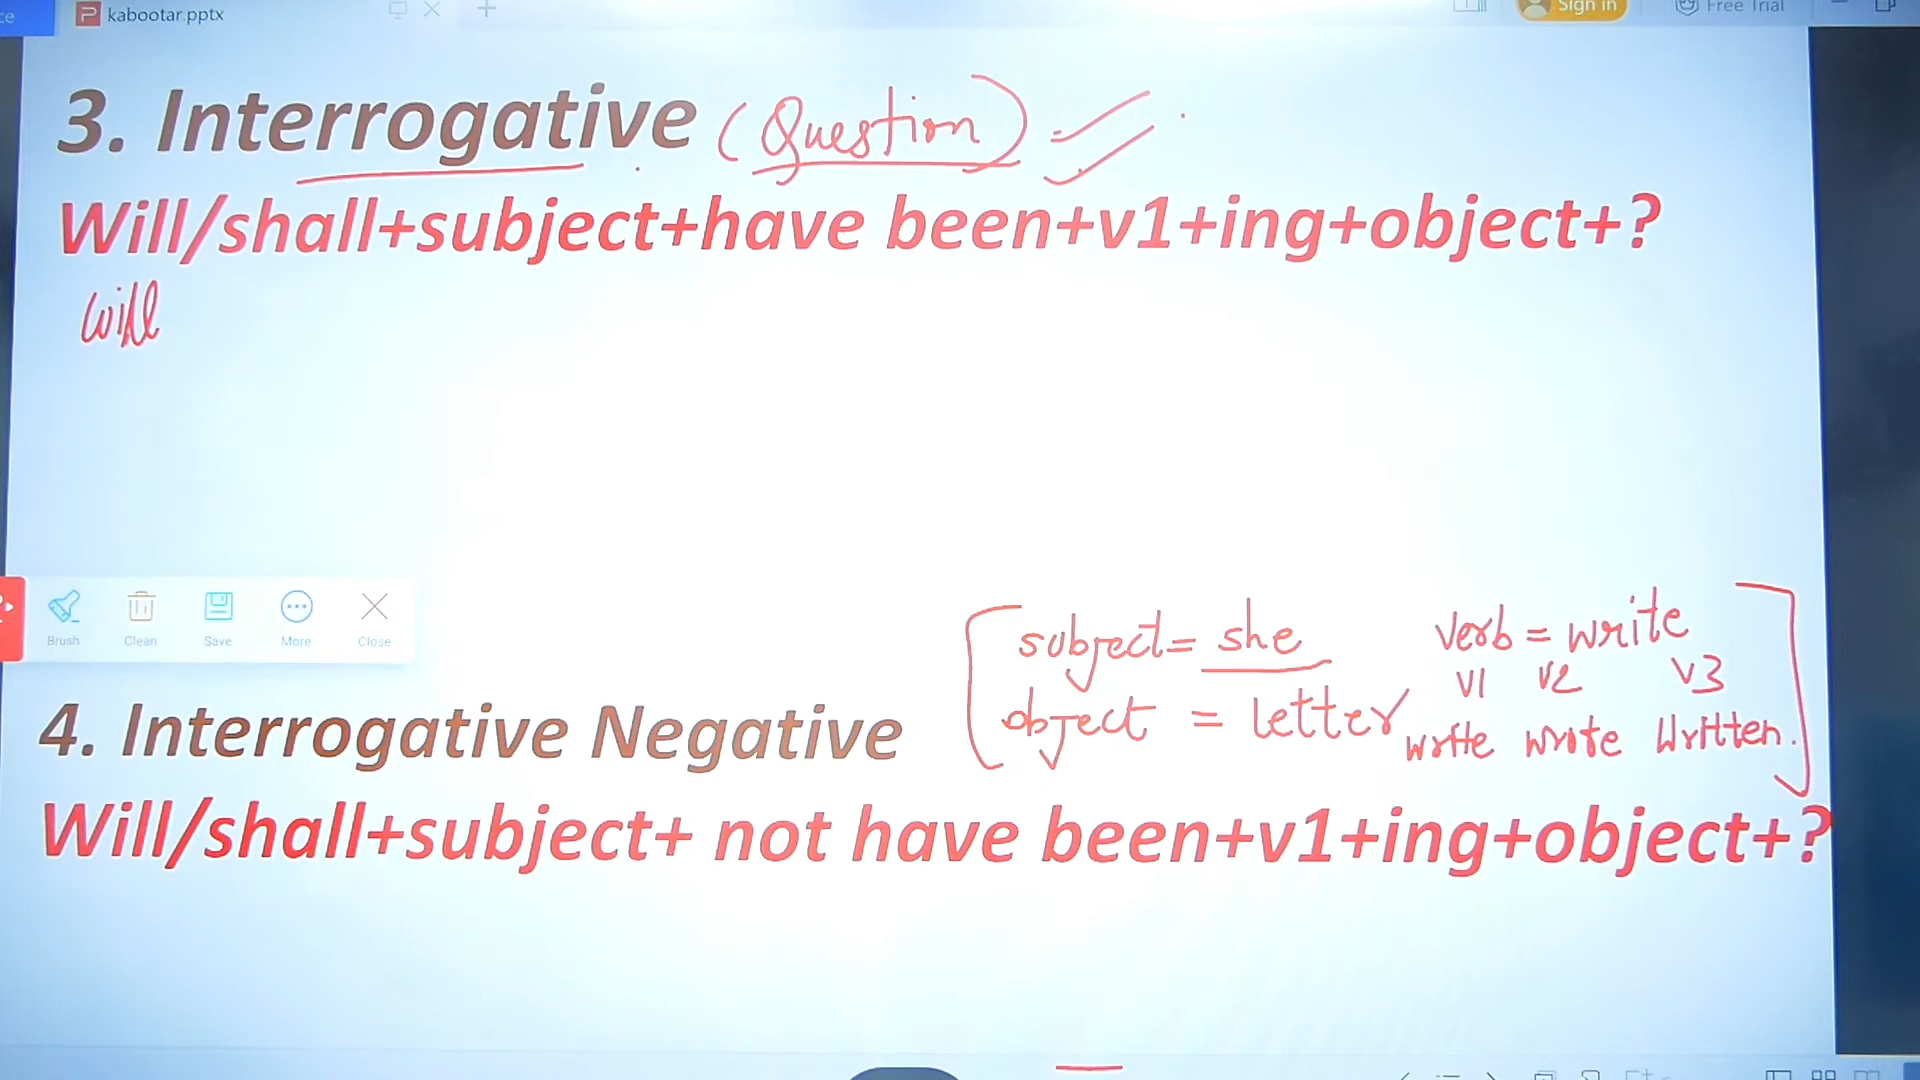 kabootar.pptx
Sign in
Free Trial
3. Interrogative (Question)
Will/shall+subject+have been+v1+ing+object+?
will
Brush Clean Save More Close
subject= she verb = write
v1 v2 v3
object = letter write wrote written.
4. Interrogative Negative
Will/shall+subject+ not have been+v1+ing+object+?